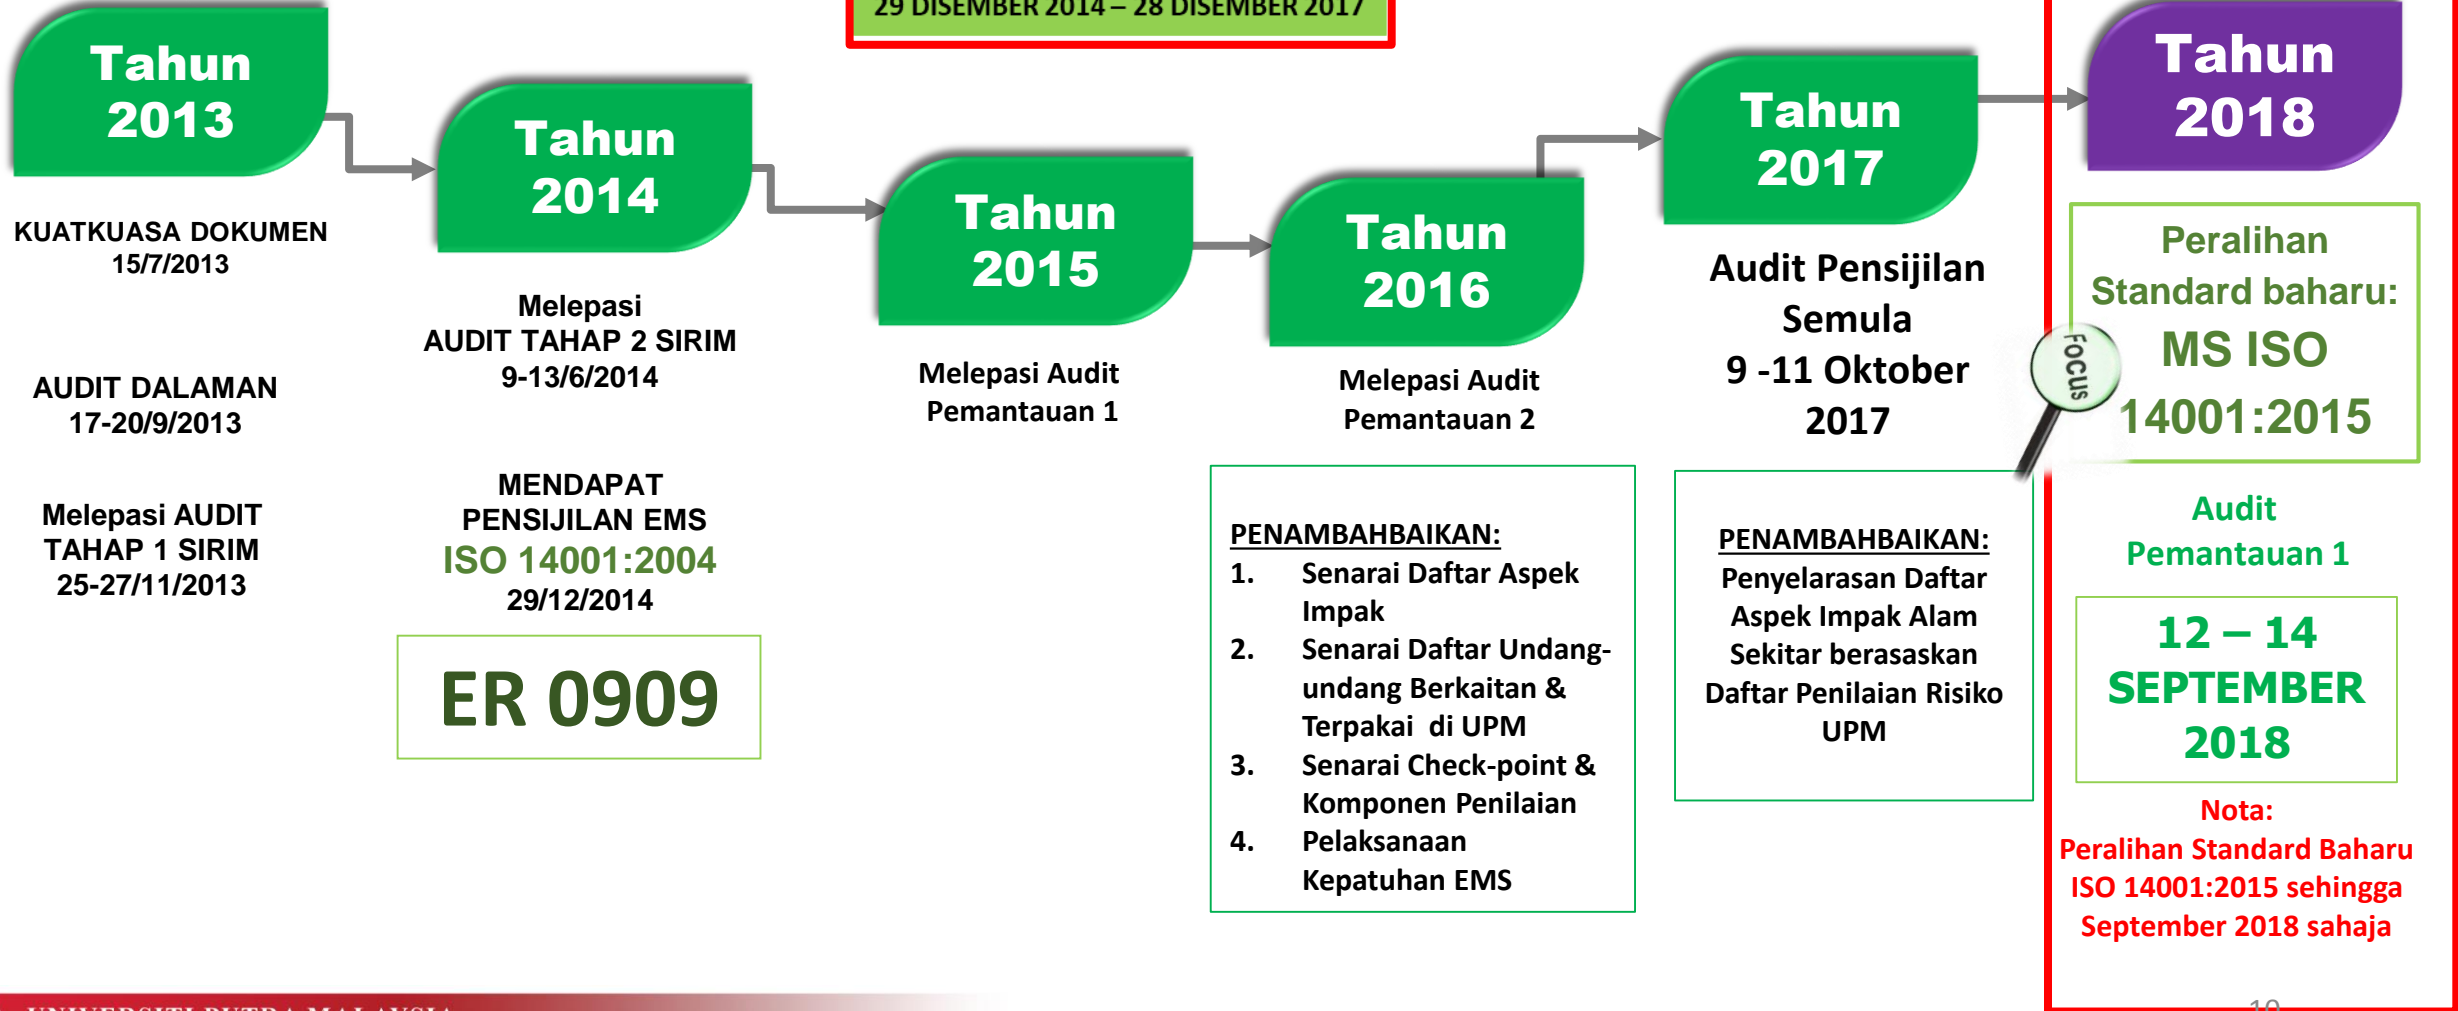 29 DISEMBER 2014 – 28 DISEMBER 2017
Tahun
2013
KUATKUASA DOKUMEN
15/7/2013
AUDIT DALAMAN
17-20/9/2013
Melepasi AUDIT
TAHAP 1 SIRIM
25-27/11/2013
Tahun
2014
Melepasi
AUDIT TAHAP 2 SIRIM
9-13/6/2014
MENDAPAT
PENSIJILAN EMS
ISO 14001:2004
29/12/2014
ER 0909
Tahun
2015
Melepasi Audit
Pemantauan 1
Tahun
2016
Melepasi Audit
Pemantauan 2
PENAMBAHBAIKAN:
1. Senarai Daftar Aspek
Impak
2. Senarai Daftar Undang-
undang Berkaitan &
Terpakai di UPM
3. Senarai Check-point &
Komponen Penilaian
4. Pelaksanaan
Kepatuhan EMS
Tahun
2017
Audit Pensijilan
Semula
9 -11 Oktober
2017
PENAMBAHBAIKAN:
Penyelarasan Daftar
Aspek Impak Alam
Sekitar berasaskan
Daftar Penilaian Risiko
UPM
Tahun
2018
Peralihan
Standard baharu:
MS ISO
14001:2015
FOCUS
Audit
Pemantauan 1
12 – 14
SEPTEMBER
2018
Nota:
Peralihan Standard Baharu
ISO 14001:2015 sehingga
September 2018 sahaja
UNIVERSITI PUTRA MALAYSIA